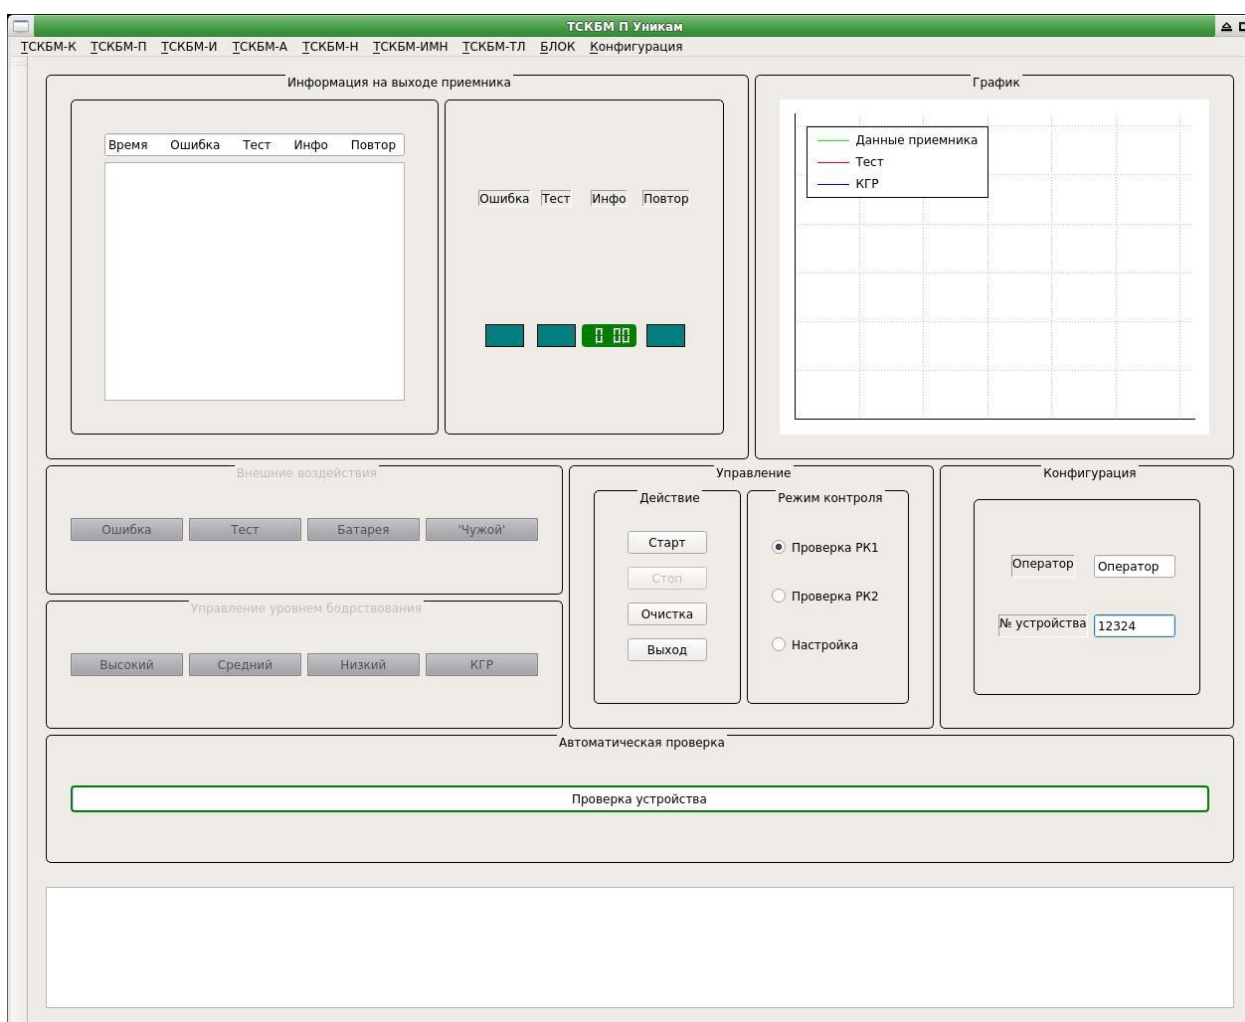 ТСКБМ П Уникам
ТСКБМ-К ТСКБМ-П ТСКБМ-И ТСКБМ-А ТСКБМ-Н ТСКБМ-ИМН ТСКБМ-ТЛ БЛОК Конфигурация
Информация на выходе приемника
Время Ошибка Тест Инфо Повтор
Ошибка Тест Инфо Повтор
0 00
График
Данные приемника
Тест
КГР
Внешние воздействия
Ошибка Тест Батарея 'Чужой'
Управление уровнем бодрствования
Высокий Средний Низкий КГР
Управление
Действие
Старт
Стоп
Очистка
Выход
Режим контроля
Проверка РК1
Проверка РК2
Настройка
Конфигурация
Оператор Оператор
№ устройства 12324
Автоматическая проверка
Проверка устройства